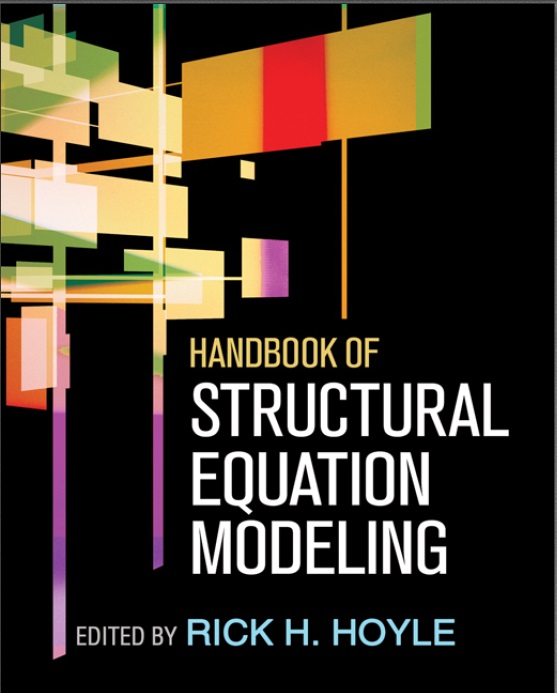 HANDBOOK OF
STRUCTURAL
EQUATION
MODELING
EDITED BY RICK H. HOYLE